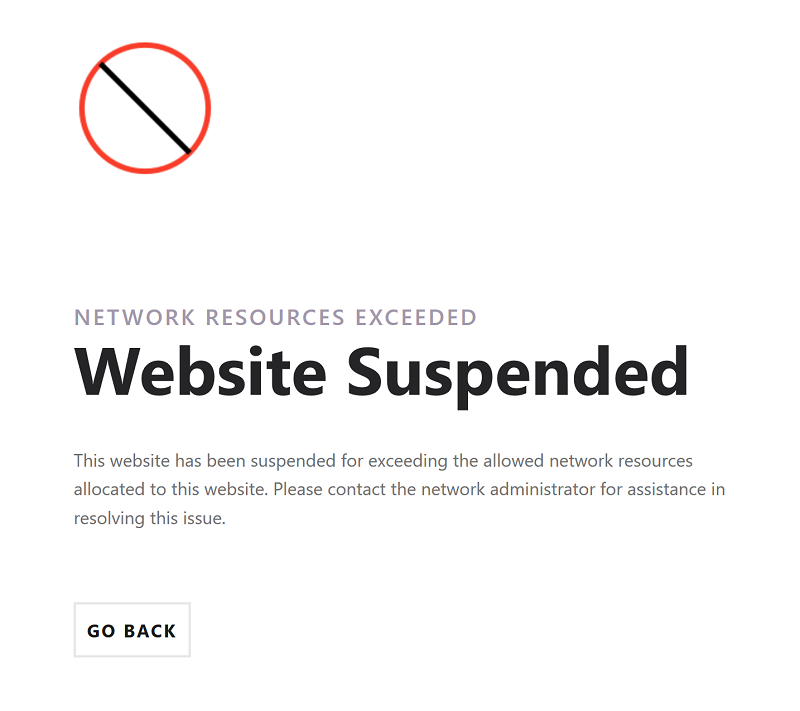 NETWORK RESOURCES EXCEEDED
Website Suspended
This website has been suspended for exceeding the allowed network resources
allocated to this website. Please contact the network administrator for assistance in
resolving this issue.
GO BACK